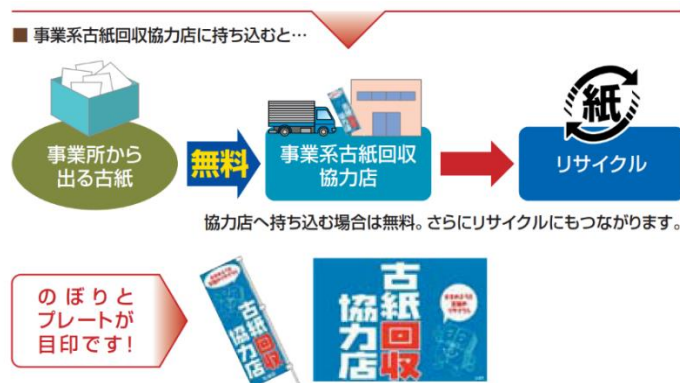 ■ 事業系古紙回収協力店に持ち込むと…
紙
事業所から
出る古紙
無料
事業系古紙回収
協力店
リサイクル
協力店へ持ち込む場合は無料。さらにリサイクルにもつながります。
のぼりと
プレートが
目印です!
古紙回収
協力店
古紙回収
協力店